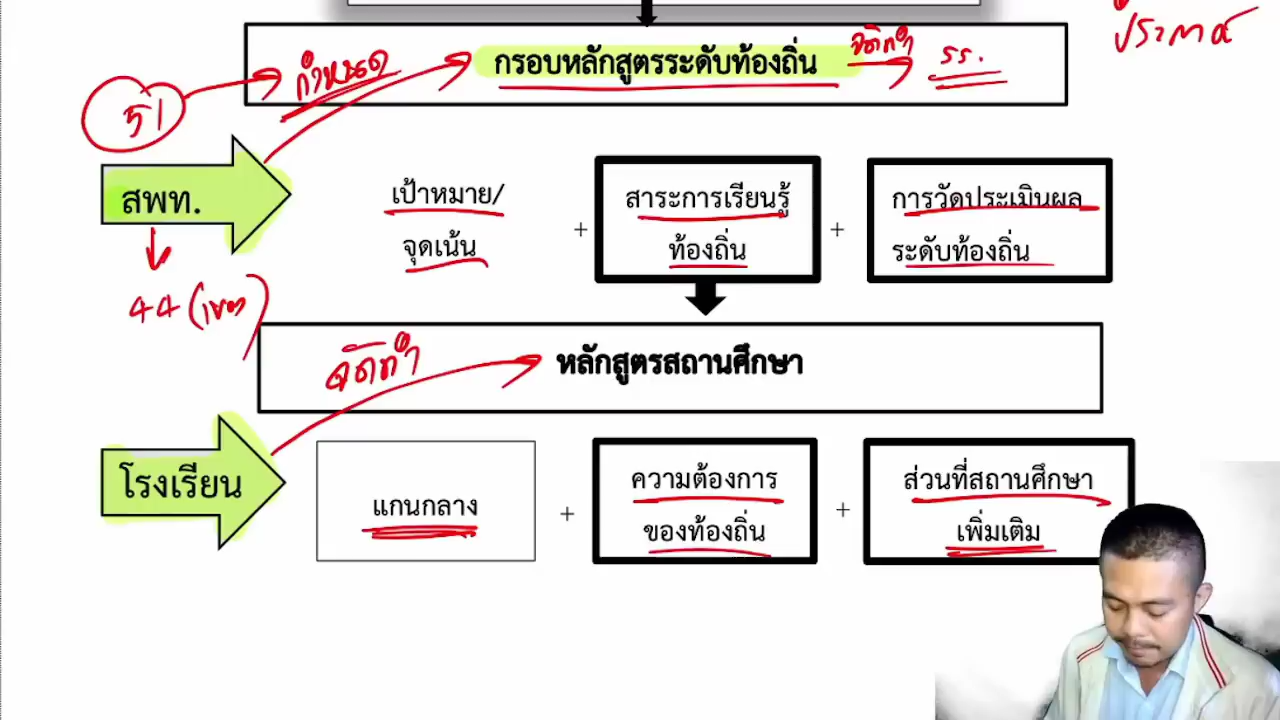 ประกาศ
กรอบหลักสูตรระดับท้องถิ่น
จัดทำ
รร.
กำหนด
51
สพท.
เป้าหมาย/
จุดเน้น
+
สาระการเรียนรู้
ท้องถิ่น
+
การวัดประเมินผล
ระดับท้องถิ่น
44 (เขต)
จัดทำ
หลักสูตรสถานศึกษา
โรงเรียน
แกนกลาง
+
ความต้องการ
ของท้องถิ่น
+
ส่วนที่สถานศึกษา
เพิ่มเติม